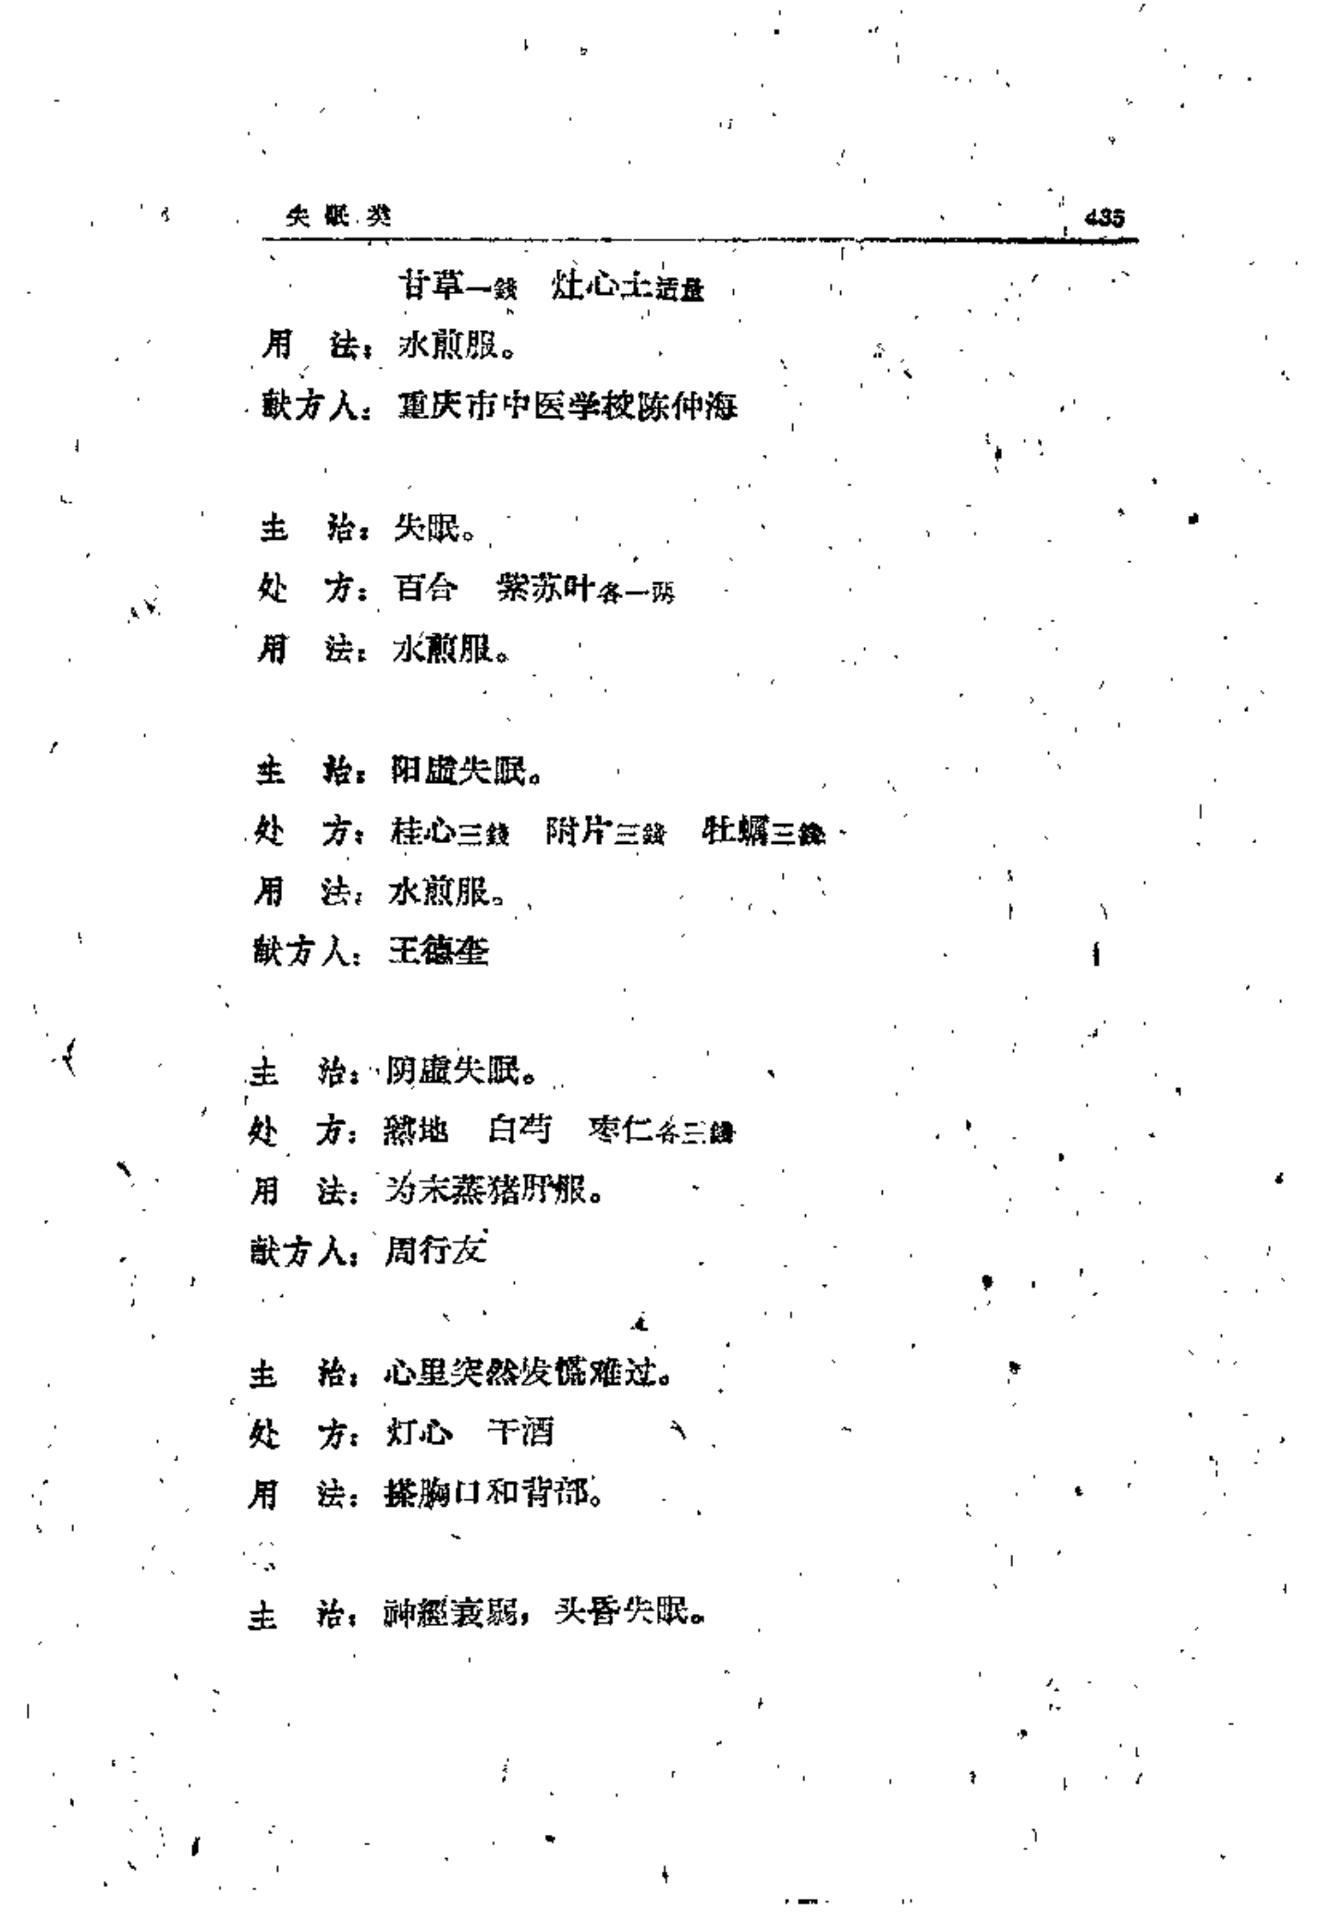 失眠类 435
甘草一錢 灶心土适量
用 法：水煎服。
献方人：重庆市中医学校陈仲海
主 治：失眠。
处 方：百合 紫苏叶各一两
用 法：水煎服。
主 治：阳虚失眠。
处 方：桂心三錢 附片三錢 牡蠣三錢
用 法：水煎服。
献方人：王德奎
主 治：阴虚失眠。
处 方：熟地 白芍 枣仁各三錢
用 法：为末蒸猪肝服。
献方人：周行友
主 治：心里突然发慌难过。
处 方：灯心 干酒
用 法：搽胸口和背部。
主 治：神經衰弱，头昏失眠。